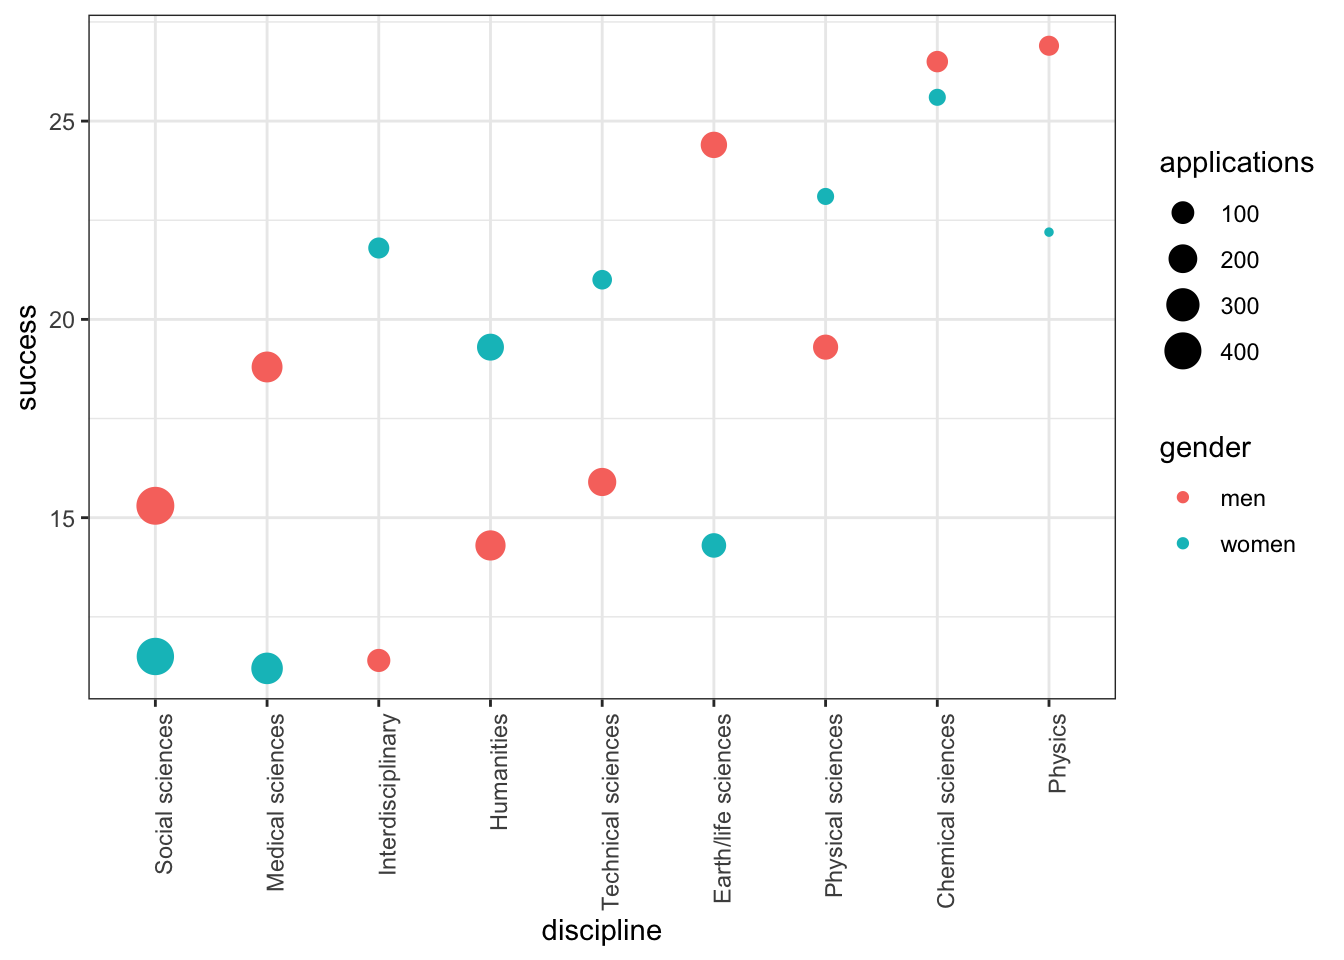 25
20
15
success
Social sciences
Medical sciences
Interdisciplinary
Humanities
Technical sciences
Earth/life sciences
Physical sciences
Chemical sciences
Physics
discipline
applications
100
200
300
400
gender
men
women